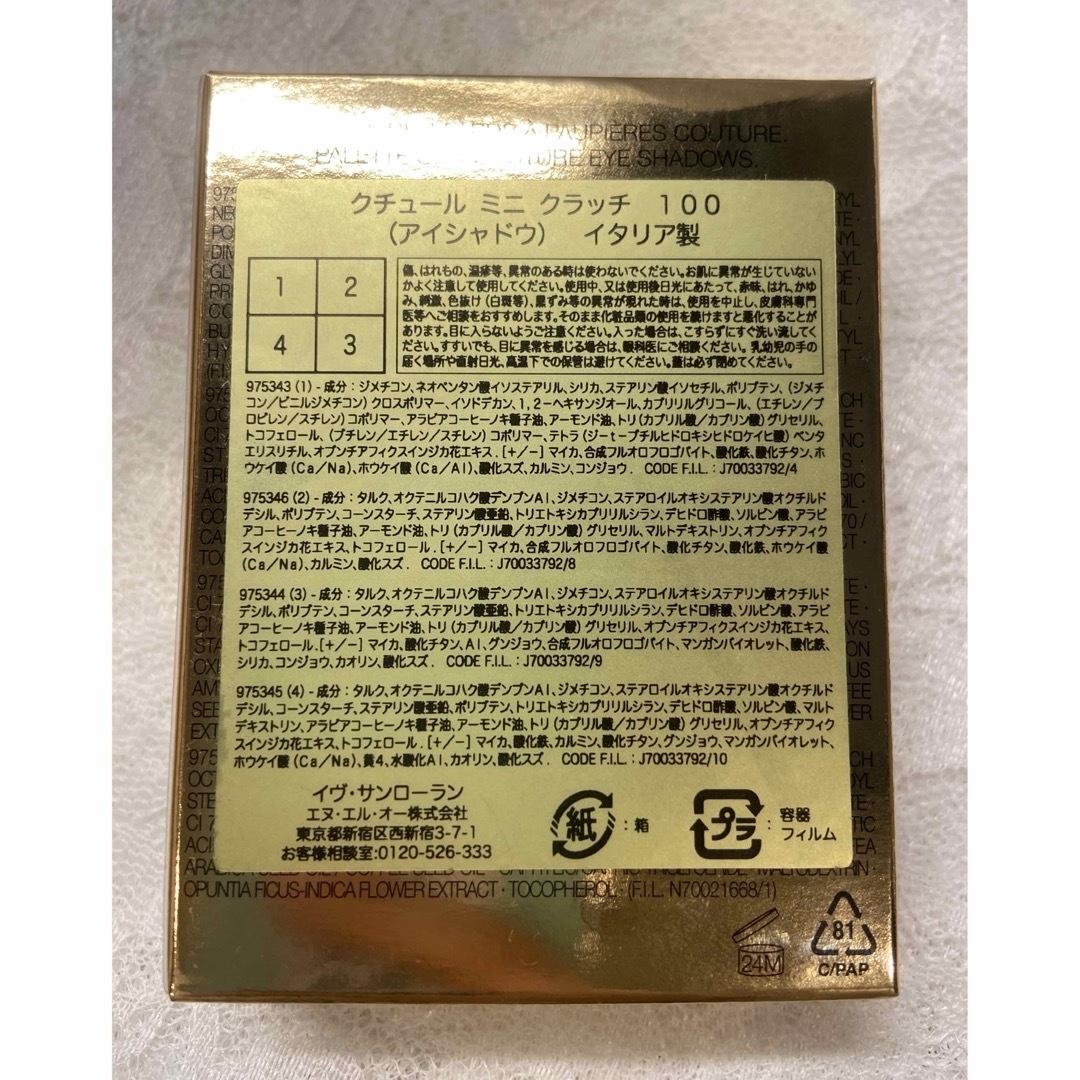 PAUPIÈRES COUTURE.
EYE SHADOWS.
クチュール ミニ クラッチ 100
(アイシャドウ) イタリア製
1 2
4 3
傷、はれもの、湿疹等、異常のある時は使わないでください。お肌に異常が生じていない
かよく注意して使用してください。使用中、又は使用後日光にあたって、赤味、はれ、かゆ
み、刺激、色抜け(白斑等)、黒ずみ等の異常が現れた時は、使用を中止し、皮膚科専門
医等へご相談をおすすめします。そのまま化粧品類の使用を続けますと悪化することが
あります。目に入らないようご注意ください。入った場合は、こすらずにすぐ洗い流してく
ださい。すすいでも、目に異常を感じる場合は、眼科医にご相談ください。乳幼児の手の
届く場所や直射日光、高温下での保管は避けてください。蓋は必ず閉めてください。
975343 (1) - 成分 : ジメチコン、ネオペンタン酸イソステアリル、シリカ、ステアリン酸イソセチル、ポリブテン、(ジメチ
コン/ビニルジメチコン) クロスポリマー、イソドデカン、1,2-ヘキサンジオール、カプリリルグリコール、(エチレン/プ
ロピレン/スチレン) コポリマー、アラビアコーヒーノキ種子油、アーモンド油、トリ (カプリル酸/カプリン酸) グリセリル、
トコフェロール、(ブチレン/エチレン/スチレン) コポリマー、テトラ (ジ-t-ブチルヒドロキシヒドロケイヒ酸) ペンタ
エリスリチル、オプンチアフィクスインジカ花エキス . [+/-] マイカ、合成フルオロフロゴパイト、酸化鉄、酸化チタン、ホ
ウケイ酸 (Ca/Na)、ホウケイ酸 (Ca/Al)、酸化スズ、カルミン、コンジョウ . CODE F.I.L. : J70033792/4
975346 (2) - 成分 : タルク、オクテニルコハク酸デンプンAl、ジメチコン、ステアロイルオキシステアリン酸オクチルド
デシル、ポリブテン、コーンスターチ、ステアリン酸亜鉛、トリエトキシカプリリルシラン、デヒドロ酢酸、ソルビン酸、アラビ
アコーヒーノキ種子油、アーモンド油、トリ (カプリル酸/カプリン酸) グリセリル、マルトデキストリン、オプンチアフィク
スインジカ花エキス、トコフェロール . [+/-] マイカ、合成フルオロフロゴパイト、酸化チタン、酸化鉄、ホウケイ酸
(Ca/Na)、カルミン、酸化スズ . CODE F.I.L. : J70033792/8
975344 (3) - 成分 : タルク、オクテニルコハク酸デンプンAl、ジメチコン、ステアロイルオキシステアリン酸オクチルド
デシル、ポリブテン、コーンスターチ、ステアリン酸亜鉛、トリエトキシカプリリルシラン、デヒドロ酢酸、ソルビン酸、アラビ
アコーヒーノキ種子油、アーモンド油、トリ (カプリル酸/カプリン酸) グリセリル、オプンチアフィクスインジカ花エキス、
トコフェロール . [+/-] マイカ、酸化チタン、Al、グンジョウ、合成フルオロフロゴパイト、マンガンバイオレット、酸化鉄、
シリカ、コンジョウ、カオリン、酸化スズ . CODE F.I.L. : J70033792/9
975345 (4) - 成分 : タルク、オクテニルコハク酸デンプンAl、ジメチコン、ステアロイルオキシステアリン酸オクチルド
デシル、コーンスターチ、ステアリン酸亜鉛、ポリブテン、トリエトキシカプリリルシラン、デヒドロ酢酸、ソルビン酸、マルト
デキストリン、アラビアコーヒーノキ種子油、アーモンド油、トリ (カプリル酸/カプリン酸) グリセリル、オプンチアフィク
スインジカ花エキス、トコフェロール . [+/-] マイカ、酸化鉄、カルミン、酸化チタン、グンジョウ、マンガンバイオレット、
ホウケイ酸 (Ca/Na)、黄4、水酸化Al、カオリン、酸化スズ . CODE F.I.L. : J70033792/10
イヴ・サンローラン
エヌ・エル・オー株式会社
東京都新宿区西新宿3-7-1
お客様相談室:0120-526-333
紙 : 箱
プラ : 容器
フィルム
OPUNTIA FICUS-INDICA FLOWER EXTRACT · TOCOPHEROL · (F.I.L. N70021668/1)
24M
81
C/PAP